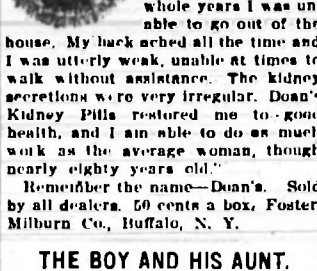 whole years I was un
able to go out of the
house. My back ached all the time and
I was utterly weak, unable at times to
walk without assistance. The kidney
secretions were very irregular. Doan's
Kidney Pills restored me to good
health, and I am able to do as much
work as the average woman, though
nearly eighty years old."
Remember the name—Doan's. Sold
by all dealers. 50 cents a box, Foster
Milburn Co., Buffalo, N. Y.
THE BOY AND HIS AUNT.